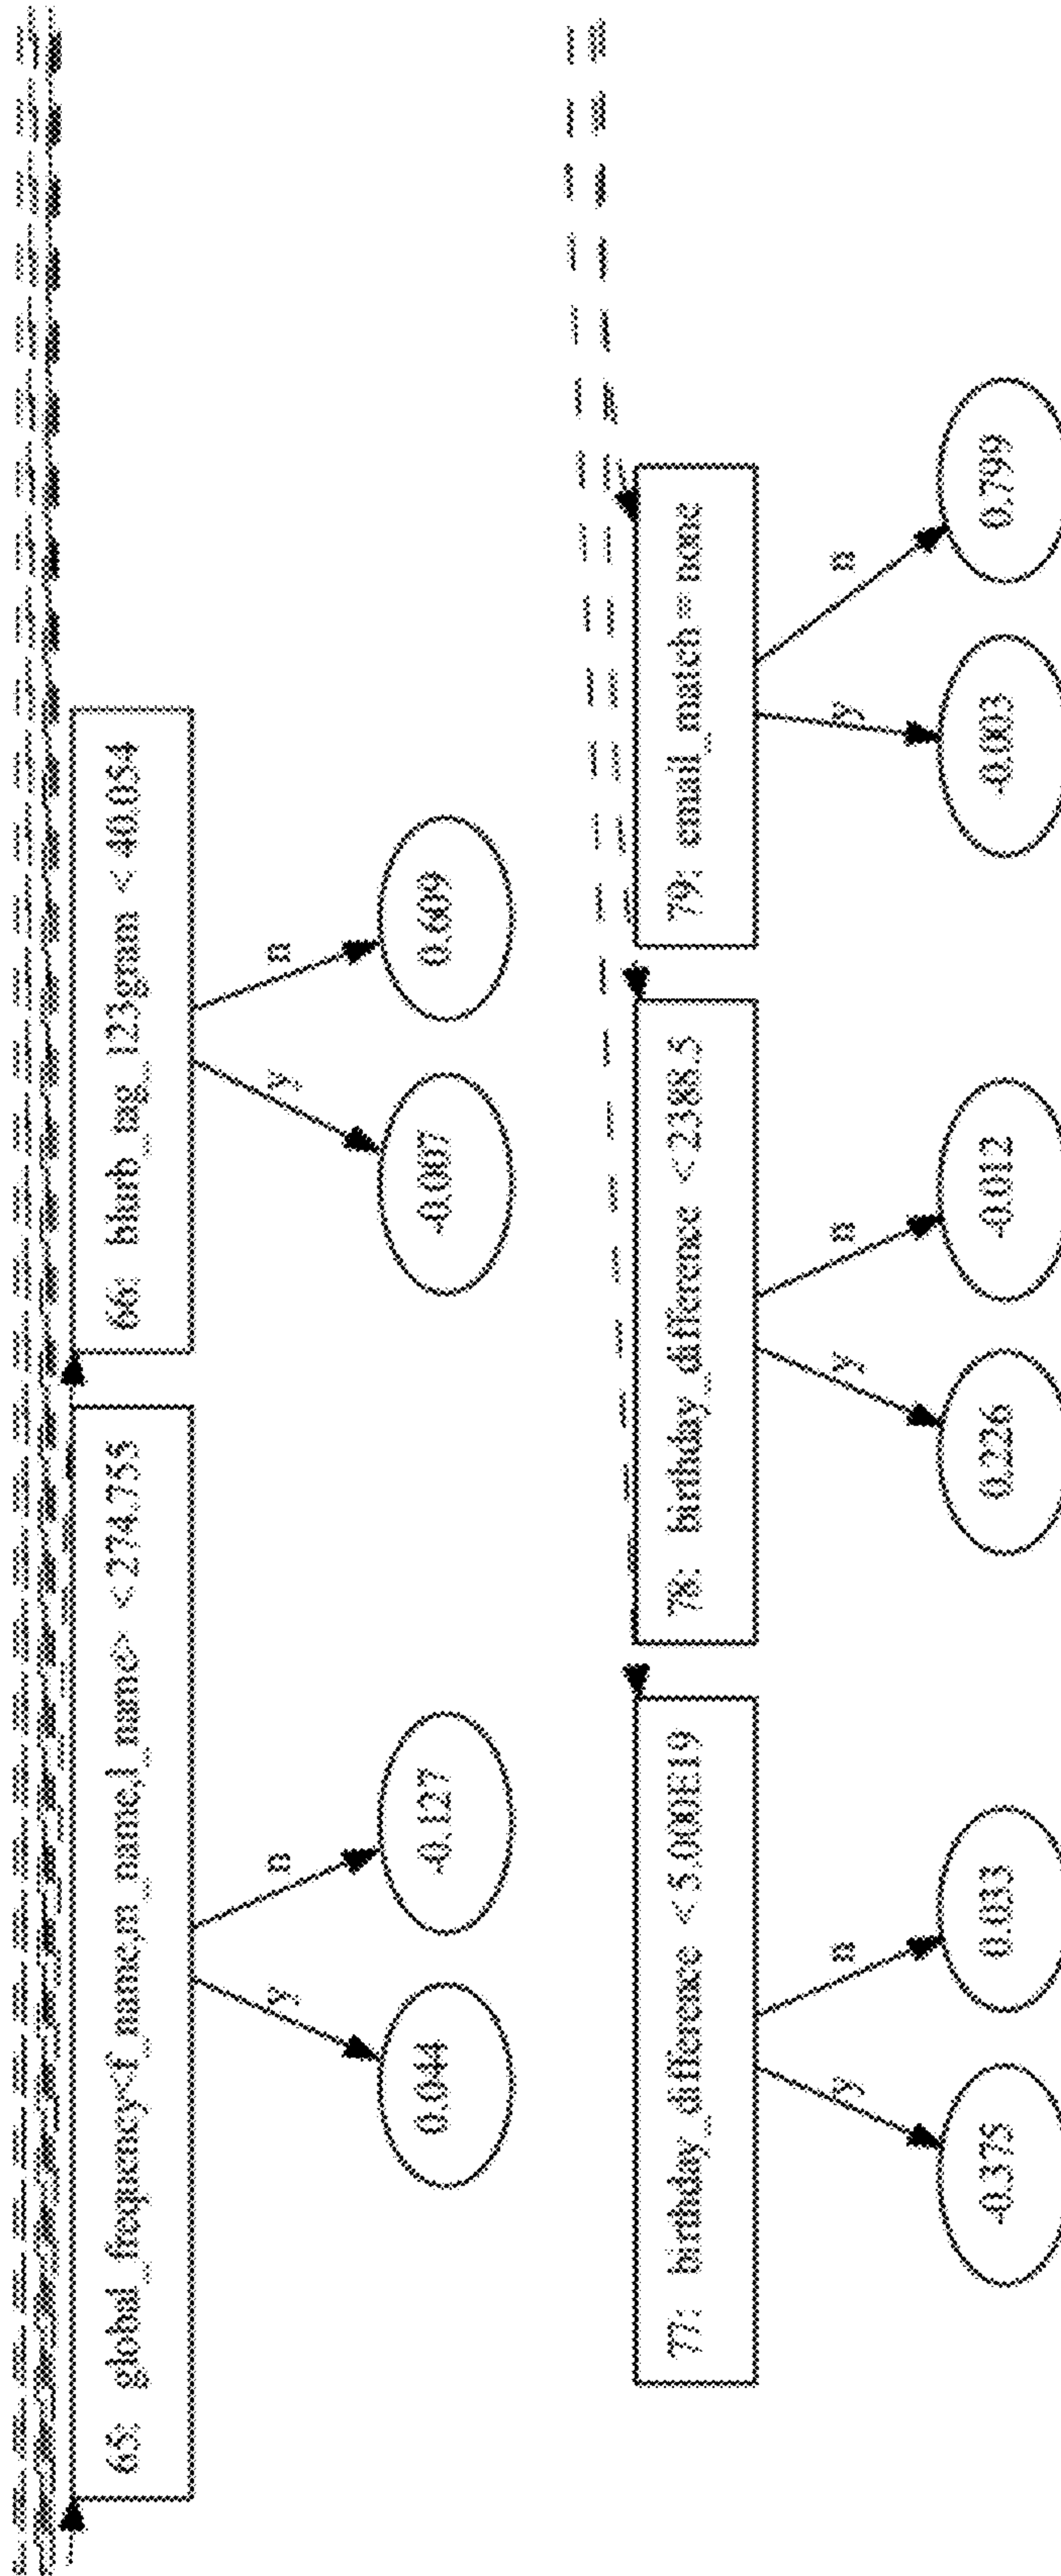 65: global_frequency<f_name,m_name,l_name> < 274.755
y
n
0.044
-0.127
66: blurb_tag_123gram < 40.054
y
n
-0.007
0.609
77: birthday_difference < 5.000E19
y
n
-0.375
0.033
78: birthday_difference < 2388.5
y
n
0.226
-0.012
79: email_match = none
y
n
-0.003
0.799